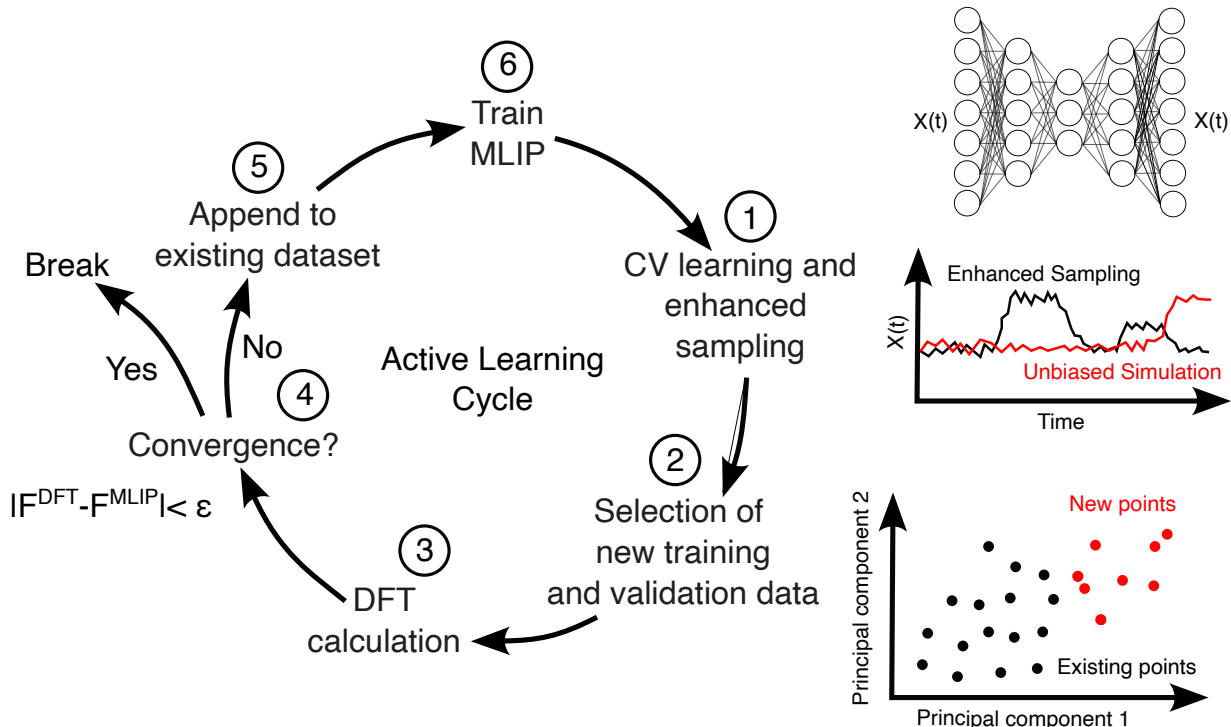 6
Train
MLIP
5
Append to
existing dataset
Break
Yes
No
4
Convergence?
|F^DFT-F^MLIP|< ε
3
DFT
calculation
2
Selection of
new training
and validation data
1
CV learning and
enhanced
sampling
Active Learning
Cycle
X(t)
X(t)
Enhanced Sampling
X(t)
Unbiased Simulation
Time
New points
Principal component 2
Existing points
Principal component 1